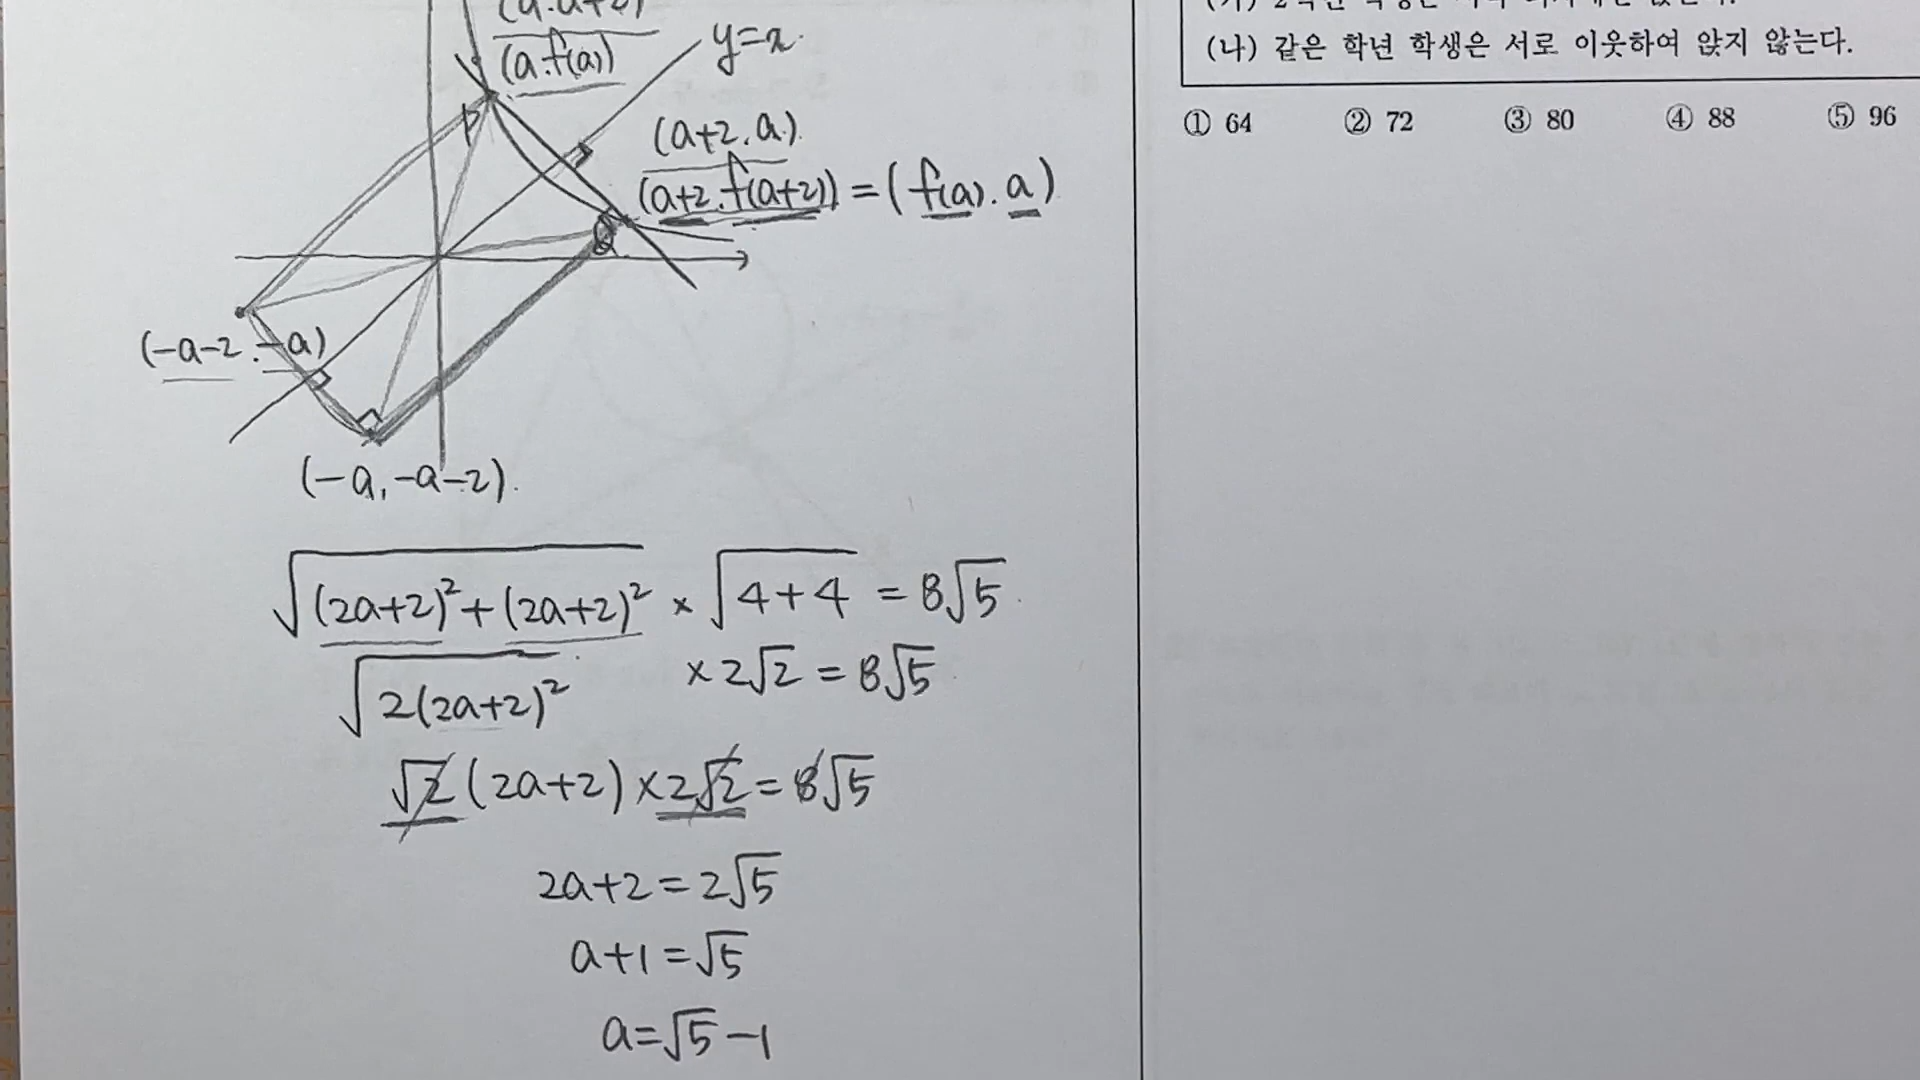 (a, f(a))
y=x.
P
(a+2, a).
(a+2, f(a+2)) = (f(a), a)
Q
(-a-2, -a)
(-a, -a-2).
√(2a+2)²+(2a+2)² × √4+4 = 8√5.
√2(2a+2)² × 2√2 = 8√5
√2(2a+2)×2√2=8√5
2a+2=2√5
a+1=√5
a=√5-1
(나) 같은 학년 학생은 서로 이웃하여 앉지 않는다.
① 64 ② 72 ③ 80 ④ 88 ⑤ 96